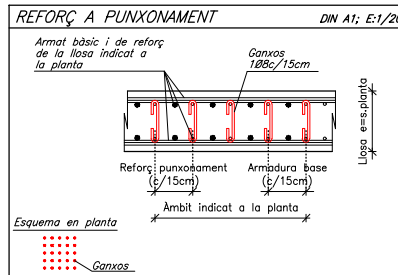 REFORÇ A PUNXONAMENT
DIN A1; E:1/20
Armat bàsic i de reforç
de la llosa indicat a
la planta
Ganxos
1Ø8c/15cm
Llosa e=s.planta
Reforç punxonament
(c/15cm)
Armadura base
(c/15cm)
Àmbit indicat a la planta
Esquema en planta
Ganxos